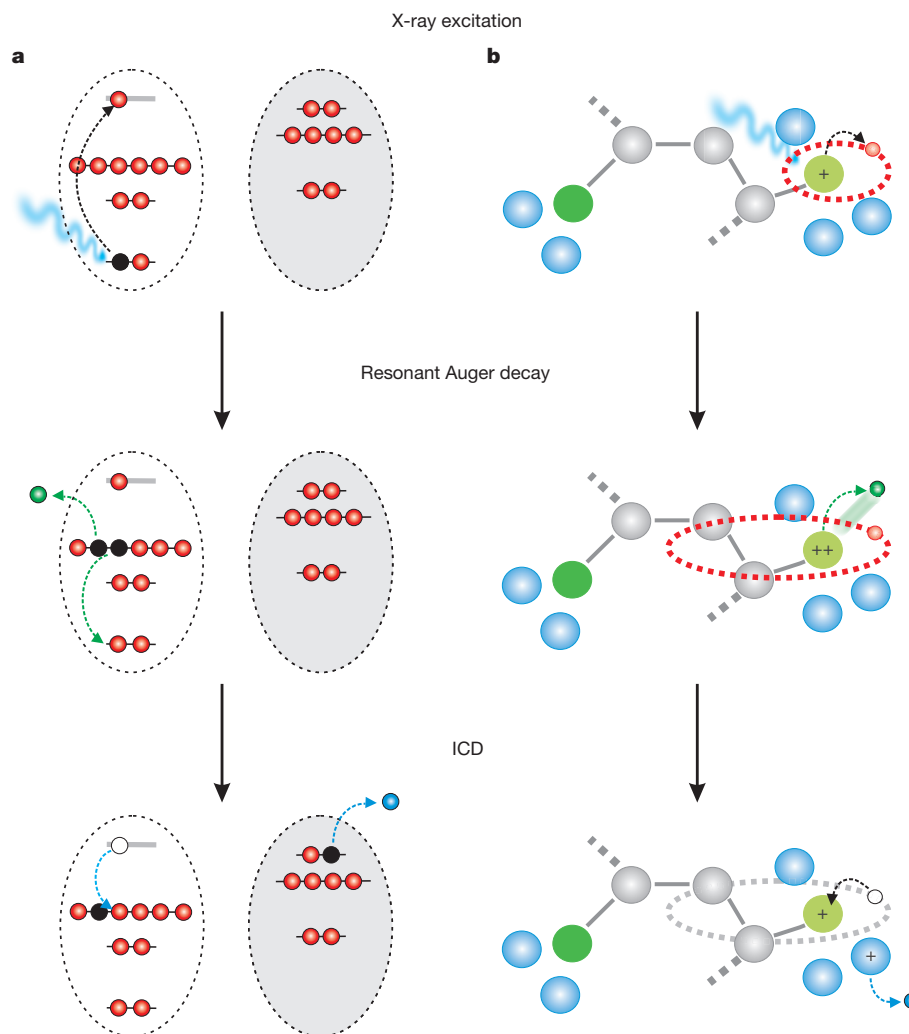 X-ray excitation
a
b
+
Resonant Auger decay
++
ICD
+
+